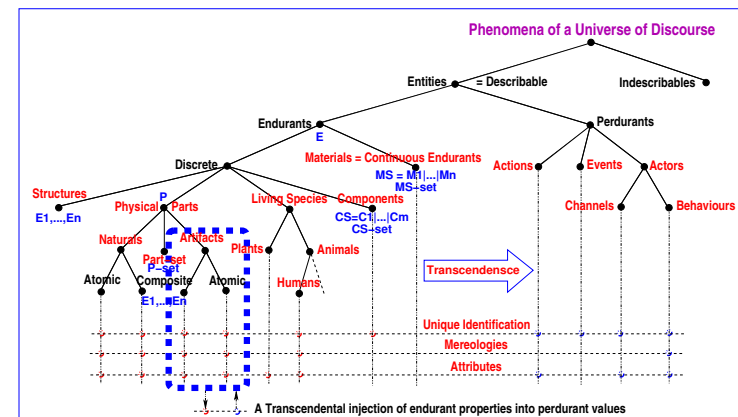 Phenomena of a Universe of Discourse
Entities = Describable
Indescribables
Endurants
E
Perdurants
Discrete
Materials = Continuous Endurants
MS = M1|...|Mn
MS−set
Actions
Events
Actors
Structures
E1,...,En
P
Physical Parts
Living Species
Components
CS=C1|...|Cm
CS−set
Channels
Behaviours
Naturals
Artifacts
Part−set
P−set
Plants
Animals
Transcendensce
Atomic
Composite
E1,...,En
Atomic
Humans
Unique Identification
Mereologies
Attributes
A Transcendental injection of endurant properties into perdurant values